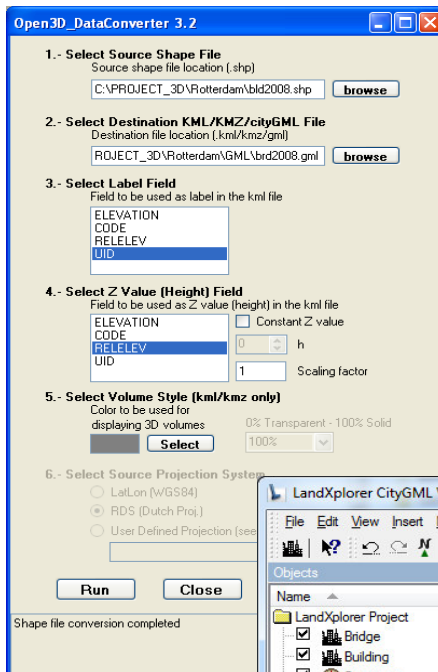 Open3D_DataConverter 3.2
1.- Select Source Shape File
Source shape file location (.shp)
C:\PROJECT_3D\Rotterdam\bld2008.shp
browse
2.- Select Destination KML/KMZ/cityGML File
Destination file location (.kml/kmz/gml)
ROJECT_3D\Rotterdam\GML\brd2008.gml
browse
3.- Select Label Field
Field to be used as label in the kml file
ELEVATION
CODE
RELELEV
UID
4.- Select Z Value (Height) Field
Field to be used as Z value (height) in the kml file
ELEVATION
CODE
RELELEV
UID
Constant Z value
0 h
1 Scaling factor
5.- Select Volume Style (kml/kmz only)
Color to be used for
displaying 3D volumes
Select
0% Transparent - 100% Solid
100%
6.- Select Source Projection System
LatLon (WGS84)
RDS (Dutch Proj.)
User Defined Projection (see
Run
Close
Shape file conversion completed
LandXplorer CityGML
File Edit View Insert
N
Objects
Name
LandXplorer Project
Bridge
Building